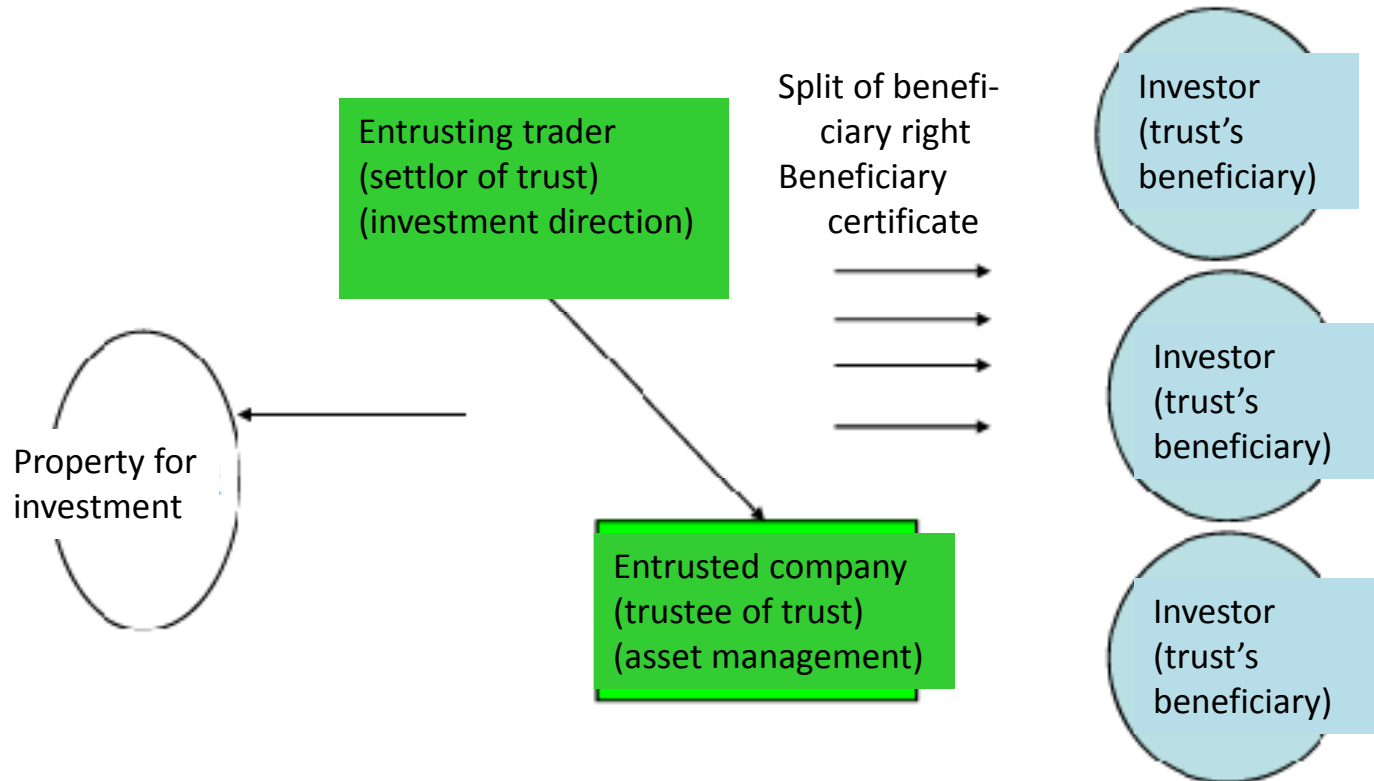 Entrusting trader
(settlor of trust)
(investment direction)
Split of benefi-
ciary right
Beneficiary
certificate
Investor
(trust’s
beneficiary)
Property for
investment
Entrusted company
(trustee of trust)
(asset management)
Investor
(trust’s
beneficiary)
Investor
(trust’s
beneficiary)